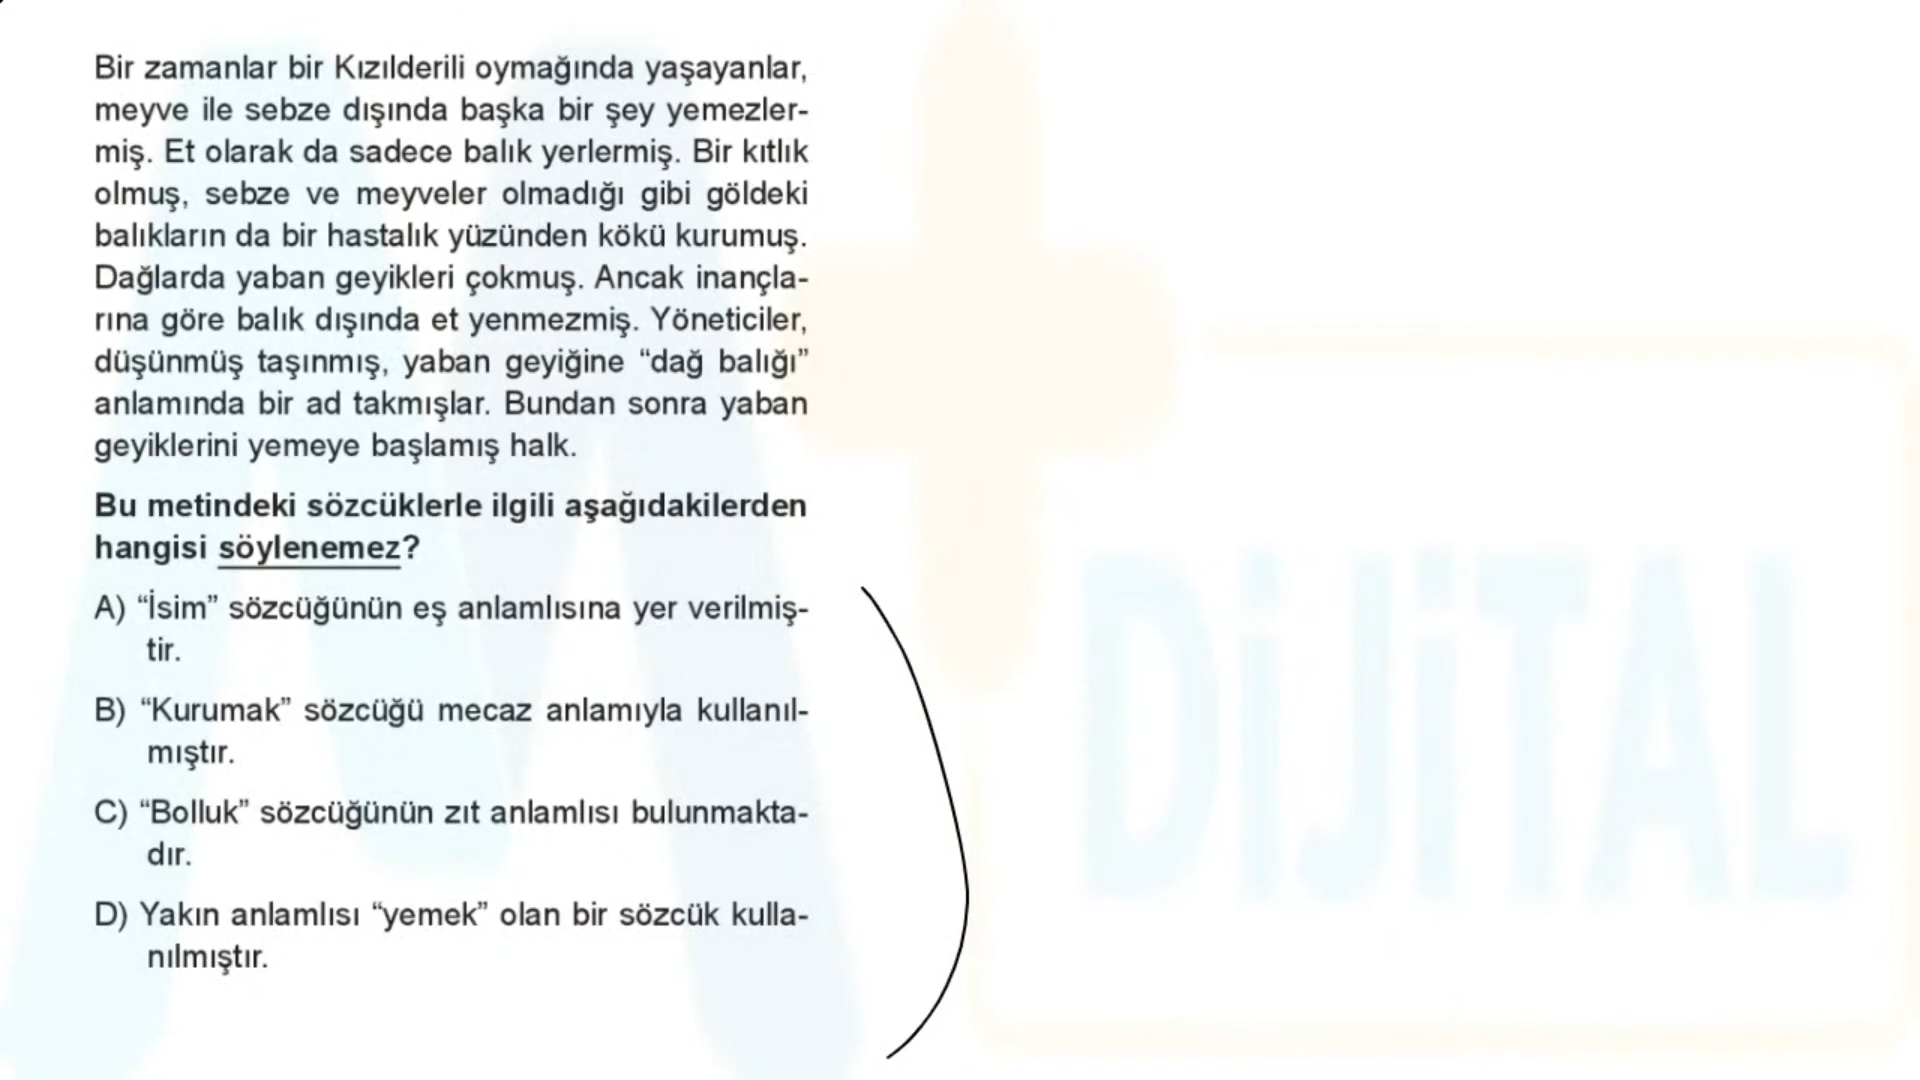 Bir zamanlar bir Kızılderili oymağında yaşayanlar,
meyve ile sebze dışında başka bir şey yemezler-
miş. Et olarak da sadece balık yerlermiş. Bir kıtlık
olmuş, sebze ve meyveler olmadığı gibi göldeki
balıkların da bir hastalık yüzünden kökü kurumuş.
Dağlarda yaban geyikleri çokmuş. Ancak inançla-
rına göre balık dışında et yenmezmiş. Yöneticiler,
düşünmüş taşınmış, yaban geyiğine “dağ balığı”
anlamında bir ad takmışlar. Bundan sonra yaban
geyiklerini yemeye başlamış halk.
Bu metindeki sözcüklerle ilgili aşağıdakilerden
hangisi söylenemez?
A) “İsim” sözcüğünün eş anlamlısına yer verilmiş-
tir.
B) “Kurumak” sözcüğü mecaz anlamıyla kullanıl-
mıştır.
C) “Bolluk” sözcüğünün zıt anlamlısı bulunmakta-
dır.
D) Yakın anlamlısı “yemek” olan bir sözcük kulla-
nılmıştır.
DİJİTAL